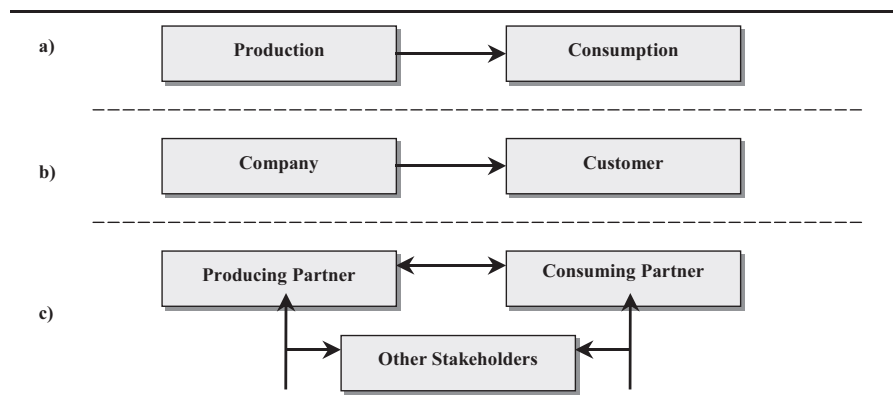 a)
Production
Consumption
b)
Company
Customer
Producing Partner
Consuming Partner
c)
Other Stakeholders